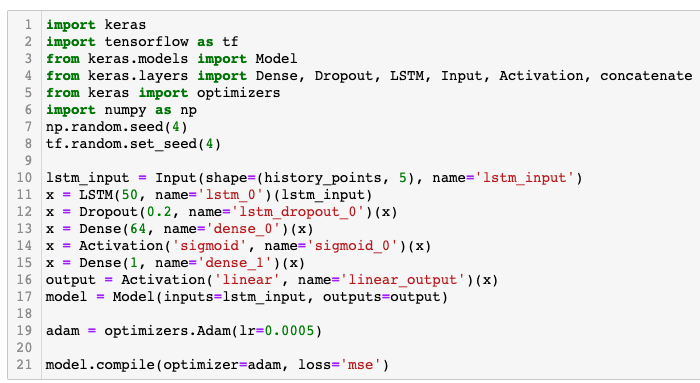 1 import keras
2 import tensorflow as tf
3 from keras.models import Model
4 from keras.layers import Dense, Dropout, LSTM, Input, Activation, concatenate
5 from keras import optimizers
6 import numpy as np
7 np.random.seed(4)
8 tf.random.set_seed(4)
9
10 lstm_input = Input(shape=(history_points, 5), name='lstm_input')
11 x = LSTM(50, name='lstm_0')(lstm_input)
12 x = Dropout(0.2, name='lstm_dropout_0')(x)
13 x = Dense(64, name='dense_0')(x)
14 x = Activation('sigmoid', name='sigmoid_0')(x)
15 x = Dense(1, name='dense_1')(x)
16 output = Activation('linear', name='linear_output')(x)
17 model = Model(inputs=lstm_input, outputs=output)
18
19 adam = optimizers.Adam(lr=0.0005)
20
21 model.compile(optimizer=adam, loss='mse')